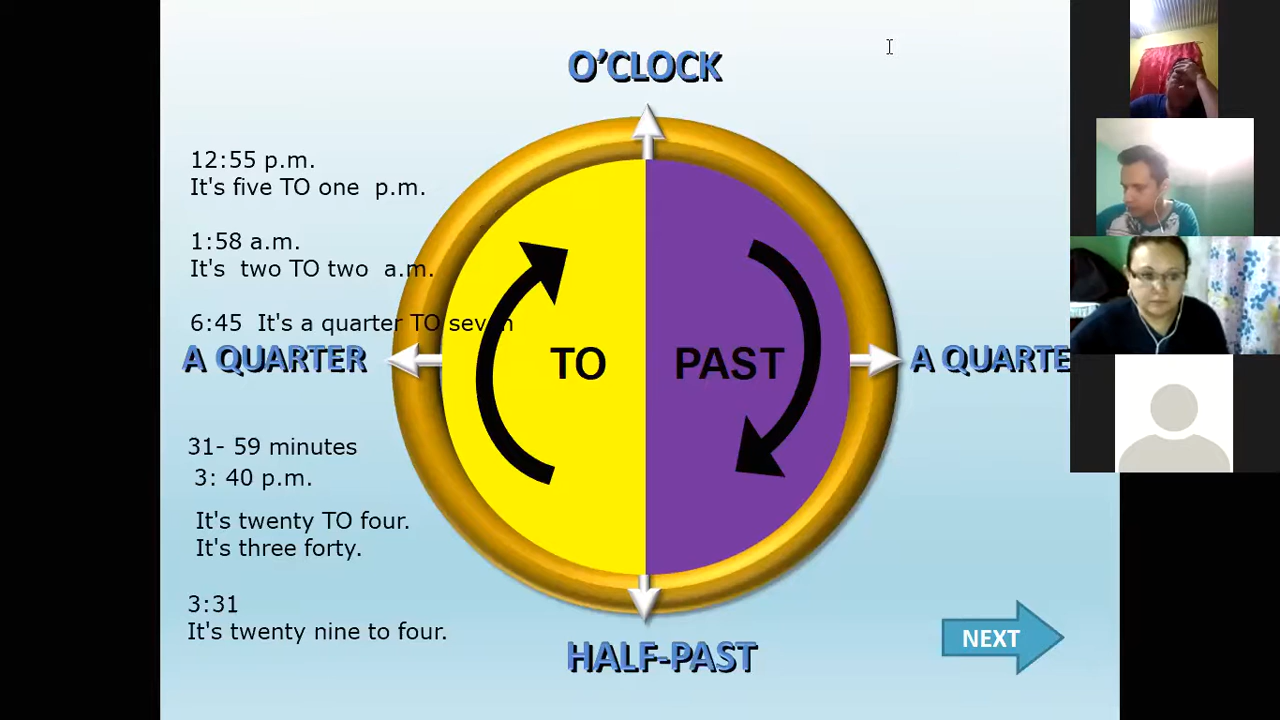 O'CLOCK
12:55 p.m.
It's five TO one p.m.
1:58 a.m.
It's two TO two a.m.
6:45 It's a quarter TO seven
A QUARTER
TO
PAST
A QUARTE
31- 59 minutes
3: 40 p.m.
It's twenty TO four.
It's three forty.
3:31
It's twenty nine to four.
HALF-PAST
NEXT